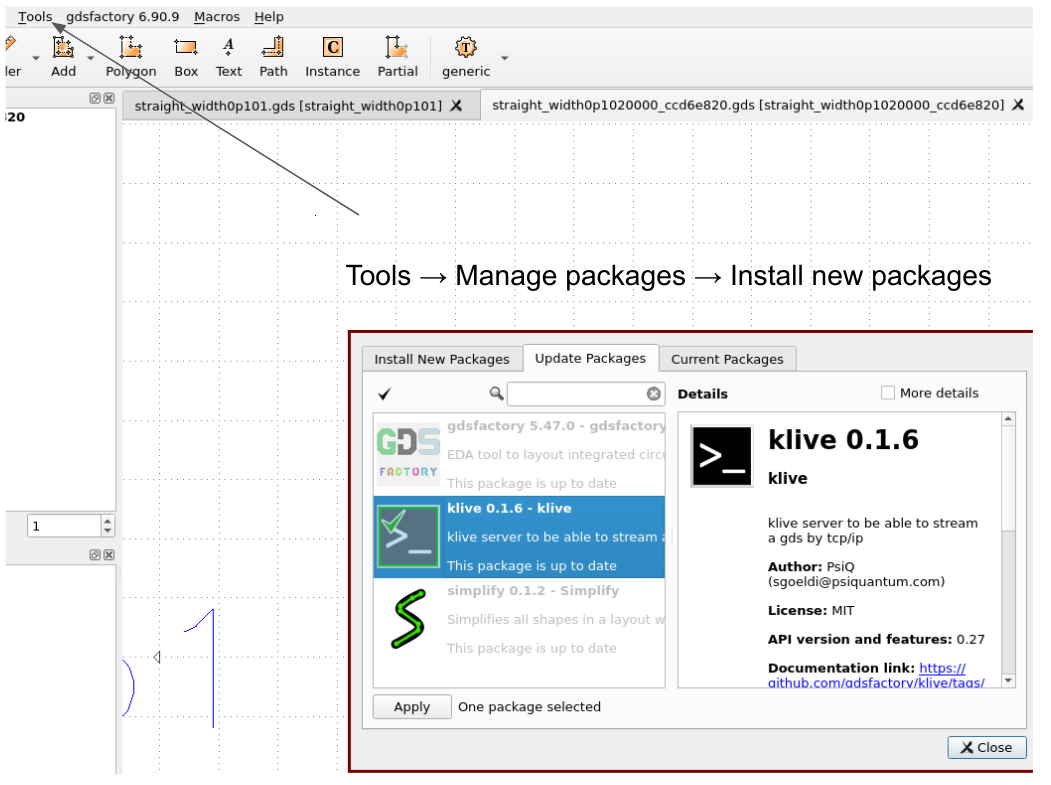 Tools gdsfactory 6.90.9 Macros Help
ler Add Polygon Box Text Path Instance Partial generic
straight_width0p101.gds [straight_width0p101] straight_width0p1020000_ccd6e820.gds [straight_width0p1020000_ccd6e820]
820
Tools → Manage packages → Install new packages
Install New Packages Update Packages Current Packages
Details More details
GDS FACTORY
gdsfactory 5.47.0 - gdsfactory
EDA tool to layout integrated circu
This package is up to date
klive 0.1.6 - klive
klive server to be able to stream a
This package is up to date
simplify 0.1.2 - Simplify
Simplifies all shapes in a layout w
This package is up to date
klive 0.1.6
klive
klive server to be able to stream
a gds by tcp/ip
Author: PsiQ
(sgoeldi@psiquantum.com)
License: MIT
API version and features: 0.27
Documentation link: https://
github.com/gdsfactory/klive/tags/
1
Apply One package selected
Close